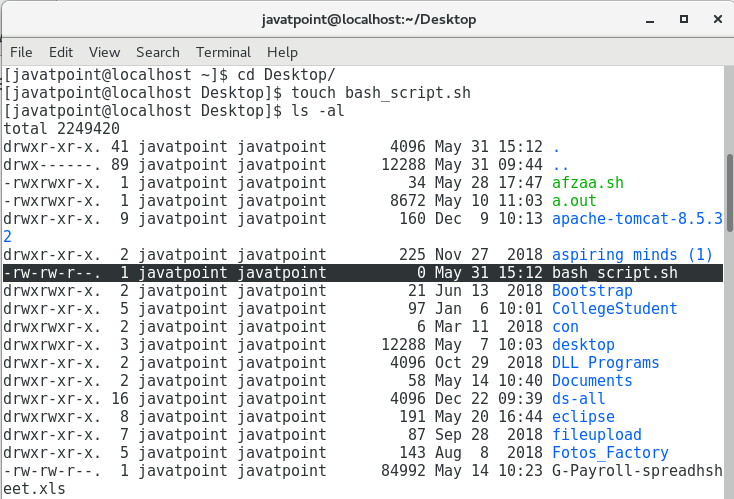 javatpoint@localhost:~/Desktop
File Edit View Search Terminal Help
[javatpoint@localhost ~]$ cd Desktop/
[javatpoint@localhost Desktop]$ touch bash_script.sh
[javatpoint@localhost Desktop]$ ls -al
total 2249420
drwxr-xr-x. 41 javatpoint javatpoint       4096 May 31 15:12 .
drwx------. 89 javatpoint javatpoint      12288 May 31 09:44 ..
-rwxrwxr-x.  1 javatpoint javatpoint         34 May 28 17:47 afzaa.sh
-rwxrwxr-x.  1 javatpoint javatpoint       8672 May 10 11:03 a.out
drwxr-xr-x.  9 javatpoint javatpoint        160 Dec  9 10:13 apache-tomcat-8.5.3
2
drwxr-xr-x.  2 javatpoint javatpoint        225 Nov 27  2018 aspiring minds (1)
-rw-rw-r--.  1 javatpoint javatpoint          0 May 31 15:12 bash_script.sh
drwxrwxr-x.  2 javatpoint javatpoint         21 Jun 13  2018 Bootstrap
drwxr-xr-x.  5 javatpoint javatpoint         97 Jan  6 10:01 CollegeStudent
drwxrwxr-x.  2 javatpoint javatpoint          6 Mar 11  2018 con
drwxrwxr-x.  3 javatpoint javatpoint      12288 May  7 10:03 desktop
drwxr-xr-x.  2 javatpoint javatpoint       4096 Oct 29  2018 DLL Programs
drwxr-xr-x.  2 javatpoint javatpoint         58 May 14 10:40 Documents
drwxr-xr-x. 16 javatpoint javatpoint       4096 Dec 22 09:39 ds-all
drwxrwxr-x.  8 javatpoint javatpoint        191 May 20 16:44 eclipse
drwxr-xr-x.  7 javatpoint javatpoint         87 Sep 28  2018 fileupload
drwxr-xr-x.  5 javatpoint javatpoint        143 Aug  8  2018 Fotos_Factory
-rw-rw-r--.  1 javatpoint javatpoint      84992 May 14 10:23 G-Payroll-spreadhsh
eet.xls